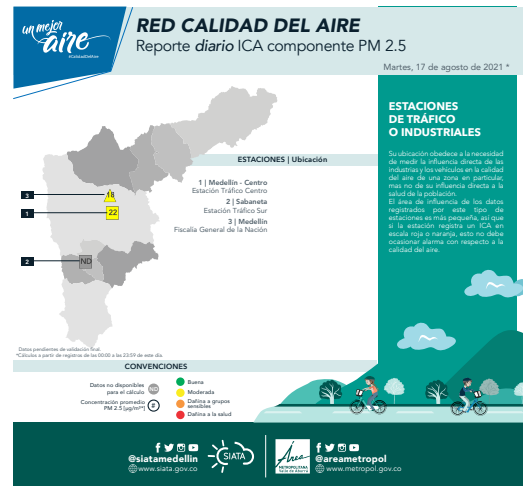 un mejor
aire
#CalidadDelAire
RED CALIDAD DEL AIRE
Reporte diario ICA componente PM 2.5
Martes, 17 de agosto de 2021 *
ESTACIONES | Ubicación
1 | Medellín - Centro
Estación Tráfico Centro
2 | Sabaneta
Estación Tráfico Sur
3 | Medellín
Fiscalia General de la Nación
3
18
1
22
2
ND
ESTACIONES
DE TRÁFICO
O INDUSTRIALES
Su ubicación obedece a la necesidad
de medir la influencia directa de las
industrias y los vehículos en la calidad
del aire de una zona en particular,
mas no de su influencia directa a la
salud de la población.
El área de influencia de los datos
registrados por este tipo de
estaciones es más pequeña, así que
si la estación registra un ICA en
escala roja o naranja, esto no debe
ocasionar alarma con respecto a la
calidad del aire.
Datos pendientes de validación final.
*Cálculos a partir de registros de las 00:00 a las 23:59 de este día.
CONVENCIONES
Datos no disponibles
para el cálculo
ND
Concentración promedio
PM 2.5 (µg/m³)
#
Buena
Moderada
Dañina a grupos
sensibles
Dañina a la salud
@siatamedellin
www.siata.gov.co
SIATA
Área
METROPOLITANA
Valle de Aburrá
@areametropol
www.metropol.gov.co